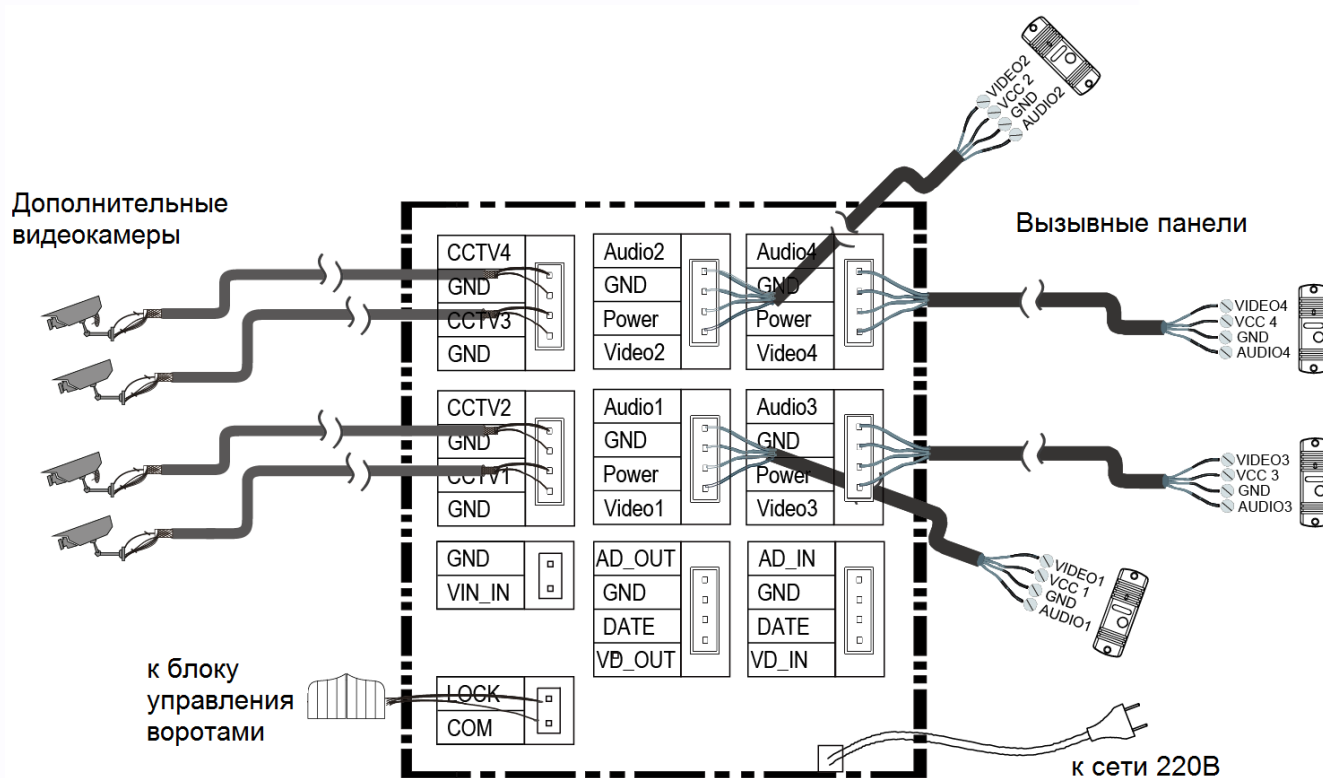 VIDEO2
VCC 2
GND
AUDIO2
Дополнительные
видеокамеры
Вызывные панели
CCTV4
GND
CCTV3
GND
Audio2
GND
Power
Video2
Audio4
GND
Power
Video4
VIDEO4
VCC 4
GND
AUDIO4
CCTV2
GND
CCTV1
GND
Audio1
GND
Power
Video1
Audio3
GND
Power
Video3
VIDEO3
VCC 3
GND
AUDIO3
GND
VIN_IN
AD_OUT
GND
DATE
VD_OUT
AD_IN
GND
DATE
VD_IN
VIDEO1
VCC 1
GND
AUDIO1
к блоку
управления
воротами
LOCK
COM
к сети 220В